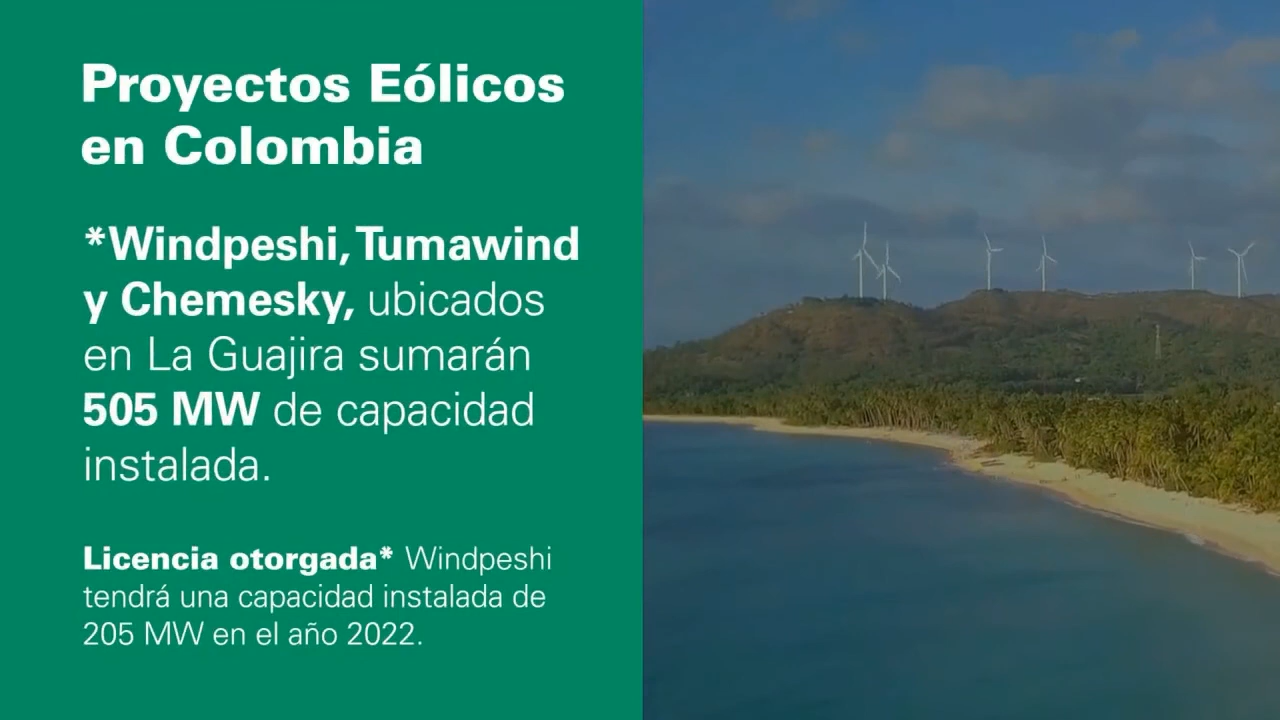 Proyectos Eólicos
en Colombia
*Windpeshi, Tumawind
y Chemesky, ubicados
en La Guajira sumarán
505 MW de capacidad
instalada.
Licencia otorgada* Windpeshi
tendrá una capacidad instalada de
205 MW en el año 2022.